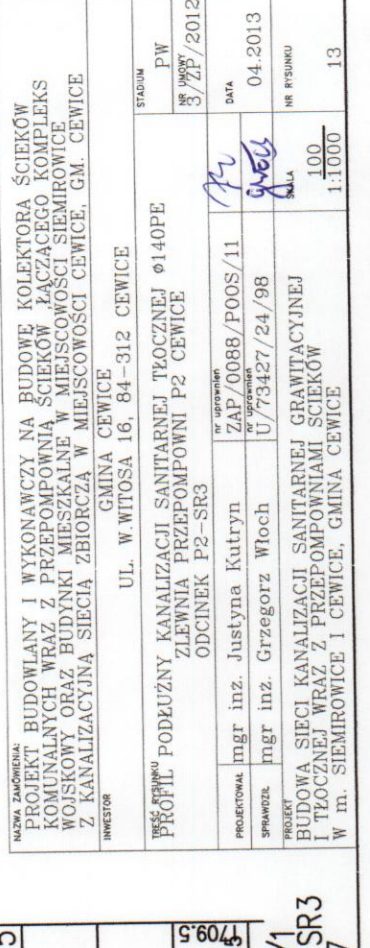 NAZWA ZAMÓWIENIA:
PROJEKT BUDOWLANY I WYKONAWCZY NA BUDOWĘ KOLEKTORA ŚCIEKÓW
KOMUNALNYCH WRAZ Z PRZEPOMPOWNIĄ ŚCIEKÓW ,ŁĄCZĄCEGO KOMPLEKS
WOJSKOWY ORAZ BUDYNKI MIESZKALNE W MIEJSCOWOŚCI SIEMIROWICE
Z KANALIZACYJNĄ SIECIĄ ZBIORCZĄ W MIEJSCOWOŚCI CEWICE, GM. CEWICE
INWESTOR
GMINA CEWICE
UL. W.WITOSA 16, 84-312 CEWICE
TREŚĆ RYSUNKU
PROFIL PODŁUŻNY KANALIZACJI SANITARNEJ TŁOCZNEJ ø140PE
ZLEWNIA PRZEPOMPOWNI P2 CEWICE
ODCINEK P2-SR3
STADIUM
PW
NR UMOWY
3/ZP/2012
PROJEKTOWAŁ
mgr inż. Justyna Kutryn
nr uprawnień
ZAP/0088/POOS/11
DATA
04.2013
SPRAWDZIŁ
mgr inż. Grzegorz Włoch
nr uprawnień
U/73427/24/98
PROJEKT
BUDOWA SIECI KANALIZACJI SANITARNEJ GRAWITACYJNEJ
I TŁOCZNEJ WRAZ Z PRZEPOMPOWNIAMI ŚCIEKÓW
W m. SIEMIROWICE I CEWICE, GMINA CEWICE
SKALA
100
1:1000
NR RYSUNKU
13
1709.5
/1
SR3